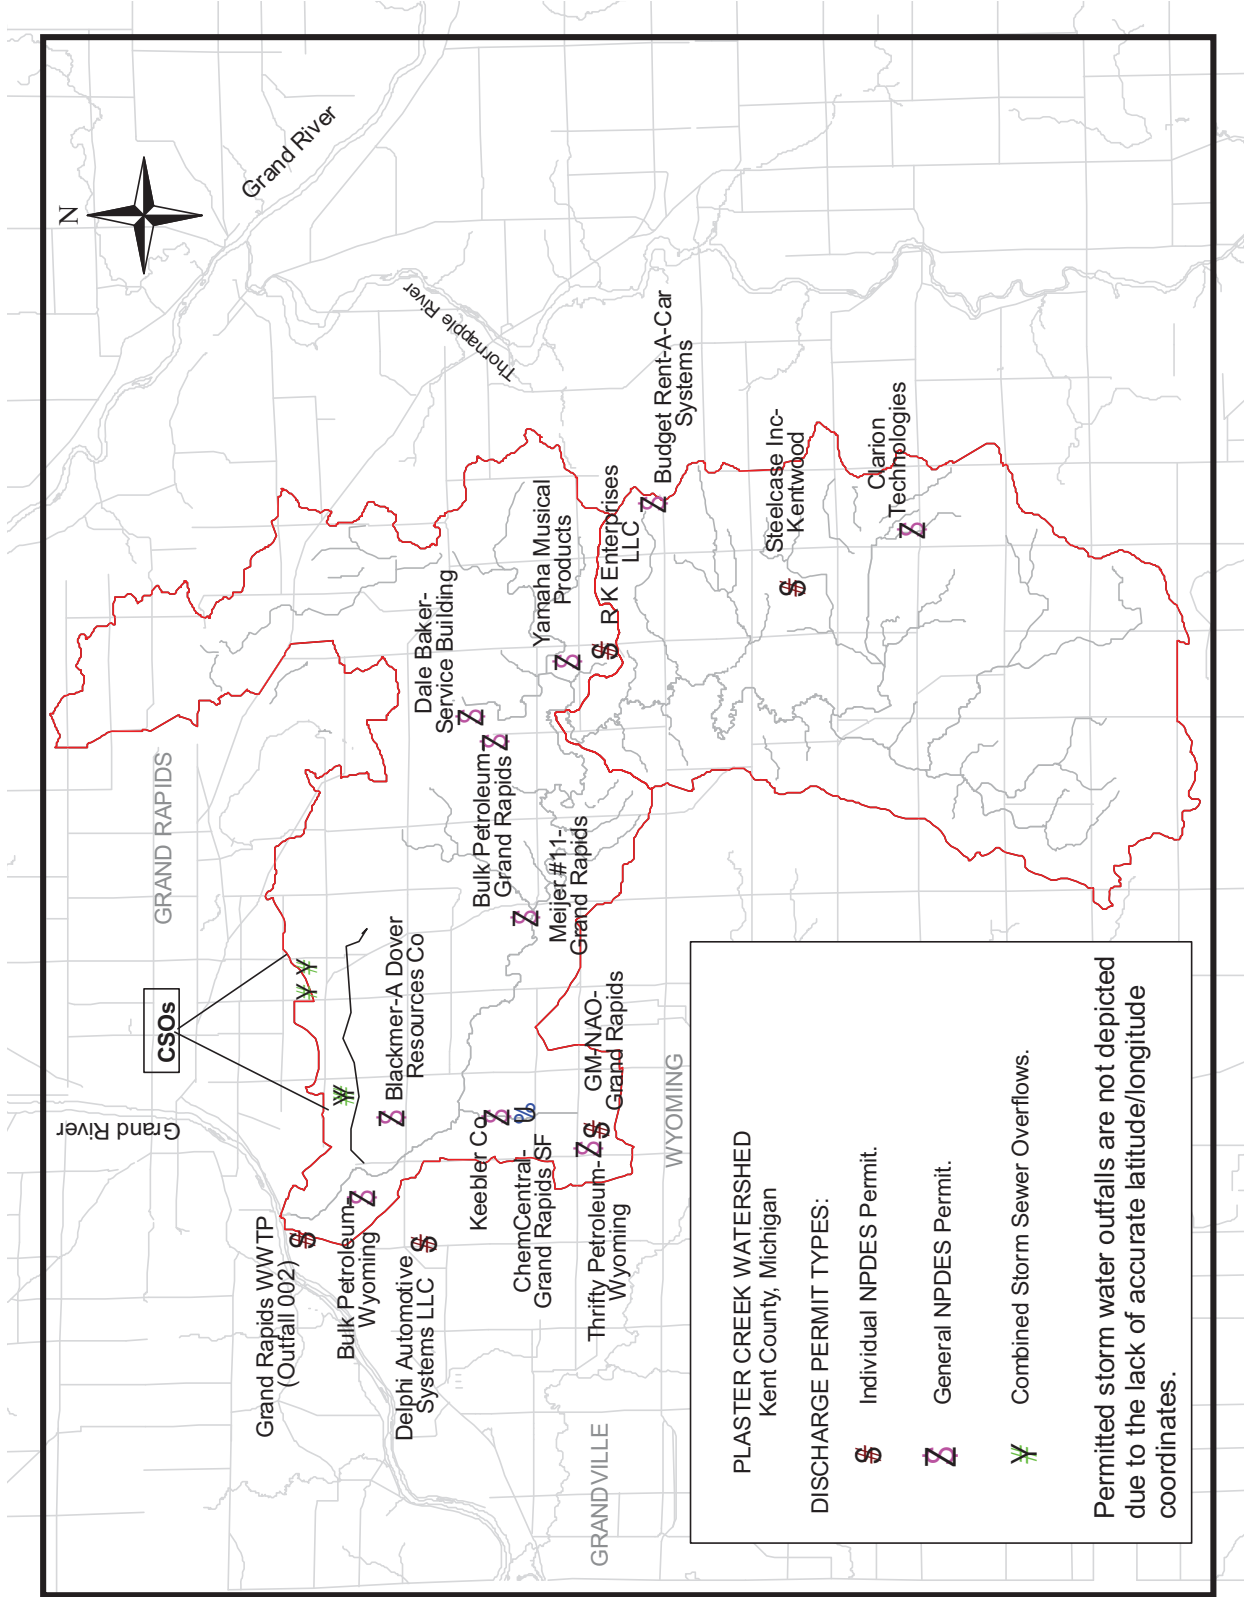 N
Grand River
Thornapple River
GRAND RAPIDS
CSOs
Grand River
Grand Rapids WWTP
(Outfall 002)
Bulk Petroleum-
Wyoming
Delphi Automotive
Systems LLC
Blackmer-A Dover
Resources Co
Keebler Co
ChemCentral-
Grand Rapids SF
Thrifty Petroleum-
Wyoming
GM-NAO-
Grand Rapids
Meijer #11-
Grand Rapids
Bulk Petroleum-
Grand Rapids
Dale Baker-
Service Building
Yamaha Musical
Products
R K Enterprises
LLC
Budget Rent-A-Car
Systems
Steelcase Inc-
Kentwood
Clarion
Technologies
WYOMING
GRANDVILLE
PLASTER CREEK WATERSHED
Kent County, Michigan
DISCHARGE PERMIT TYPES:
Individual NPDES Permit.
General NPDES Permit.
Combined Storm Sewer Overflows.
Permitted storm water outfalls are not depicted
due to the lack of accurate latitude/longitude
coordinates.